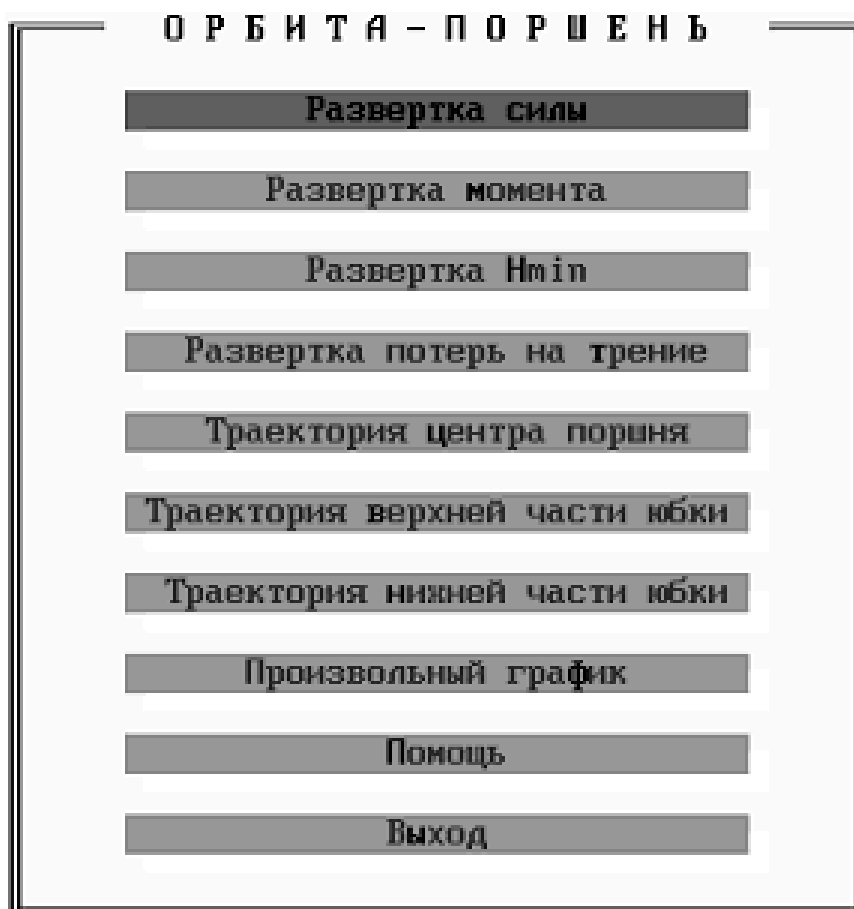 ОРБИТА-ПОРШЕНЬ
Развертка силы
Развертка момента
Развертка Hmin
Развертка потерь на трение
Траектория центра поршня
Траектория верхней части юбки
Траектория нижней части юбки
Произвольный график
Помощь
Выход